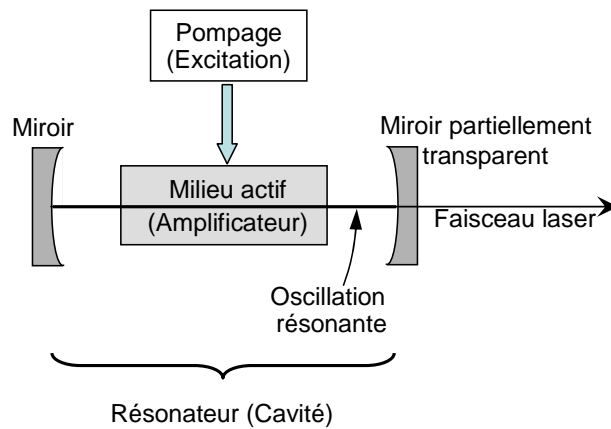 Pompage
(Excitation)
Miroir
Miroir partiellement
transparent
Milieu actif
(Amplificateur)
Faisceau laser
Oscillation
résonante
Résonateur (Cavité)